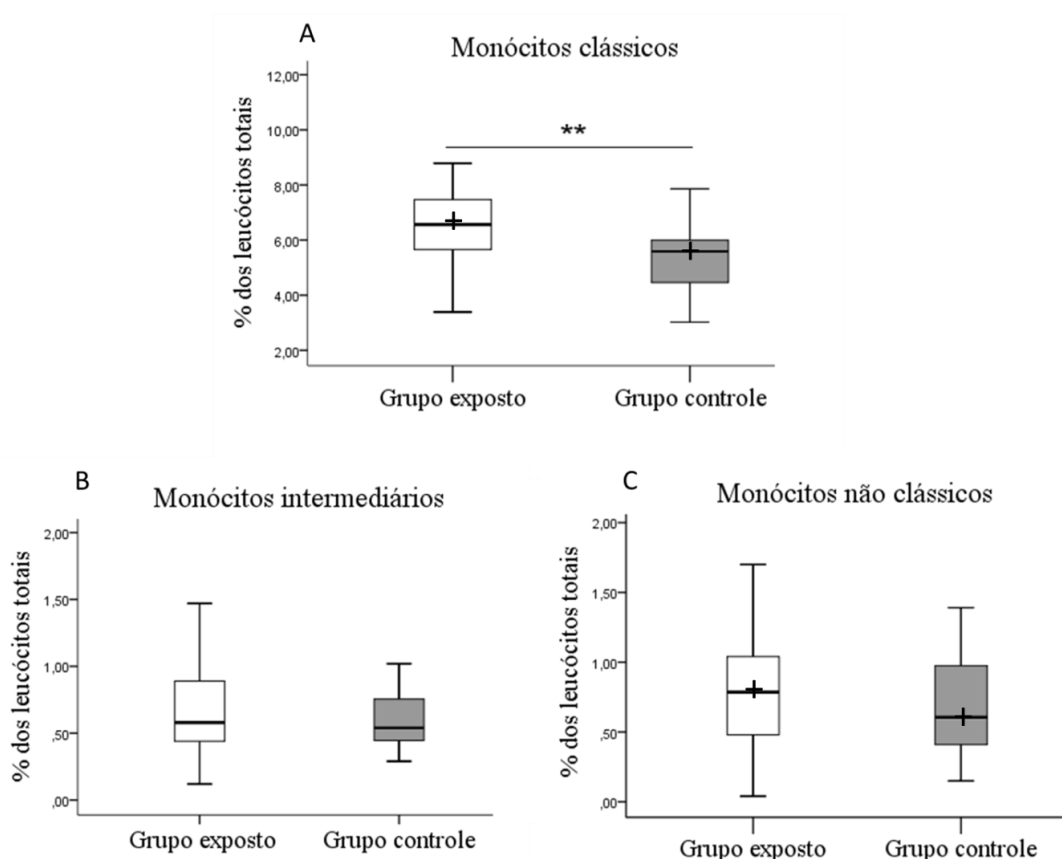 A
Monócitos clássicos
% dos leucócitos totais
12,00
10,00
8,00
6,00
4,00
2,00
**
Grupo exposto
Grupo controle
B
Monócitos intermediários
% dos leucócitos totais
2,00
1,50
1,00
,50
,00
Grupo exposto
Grupo controle
C
Monócitos não clássicos
% dos leucócitos totais
2,00
1,50
1,00
,50
,00
Grupo exposto
Grupo controle